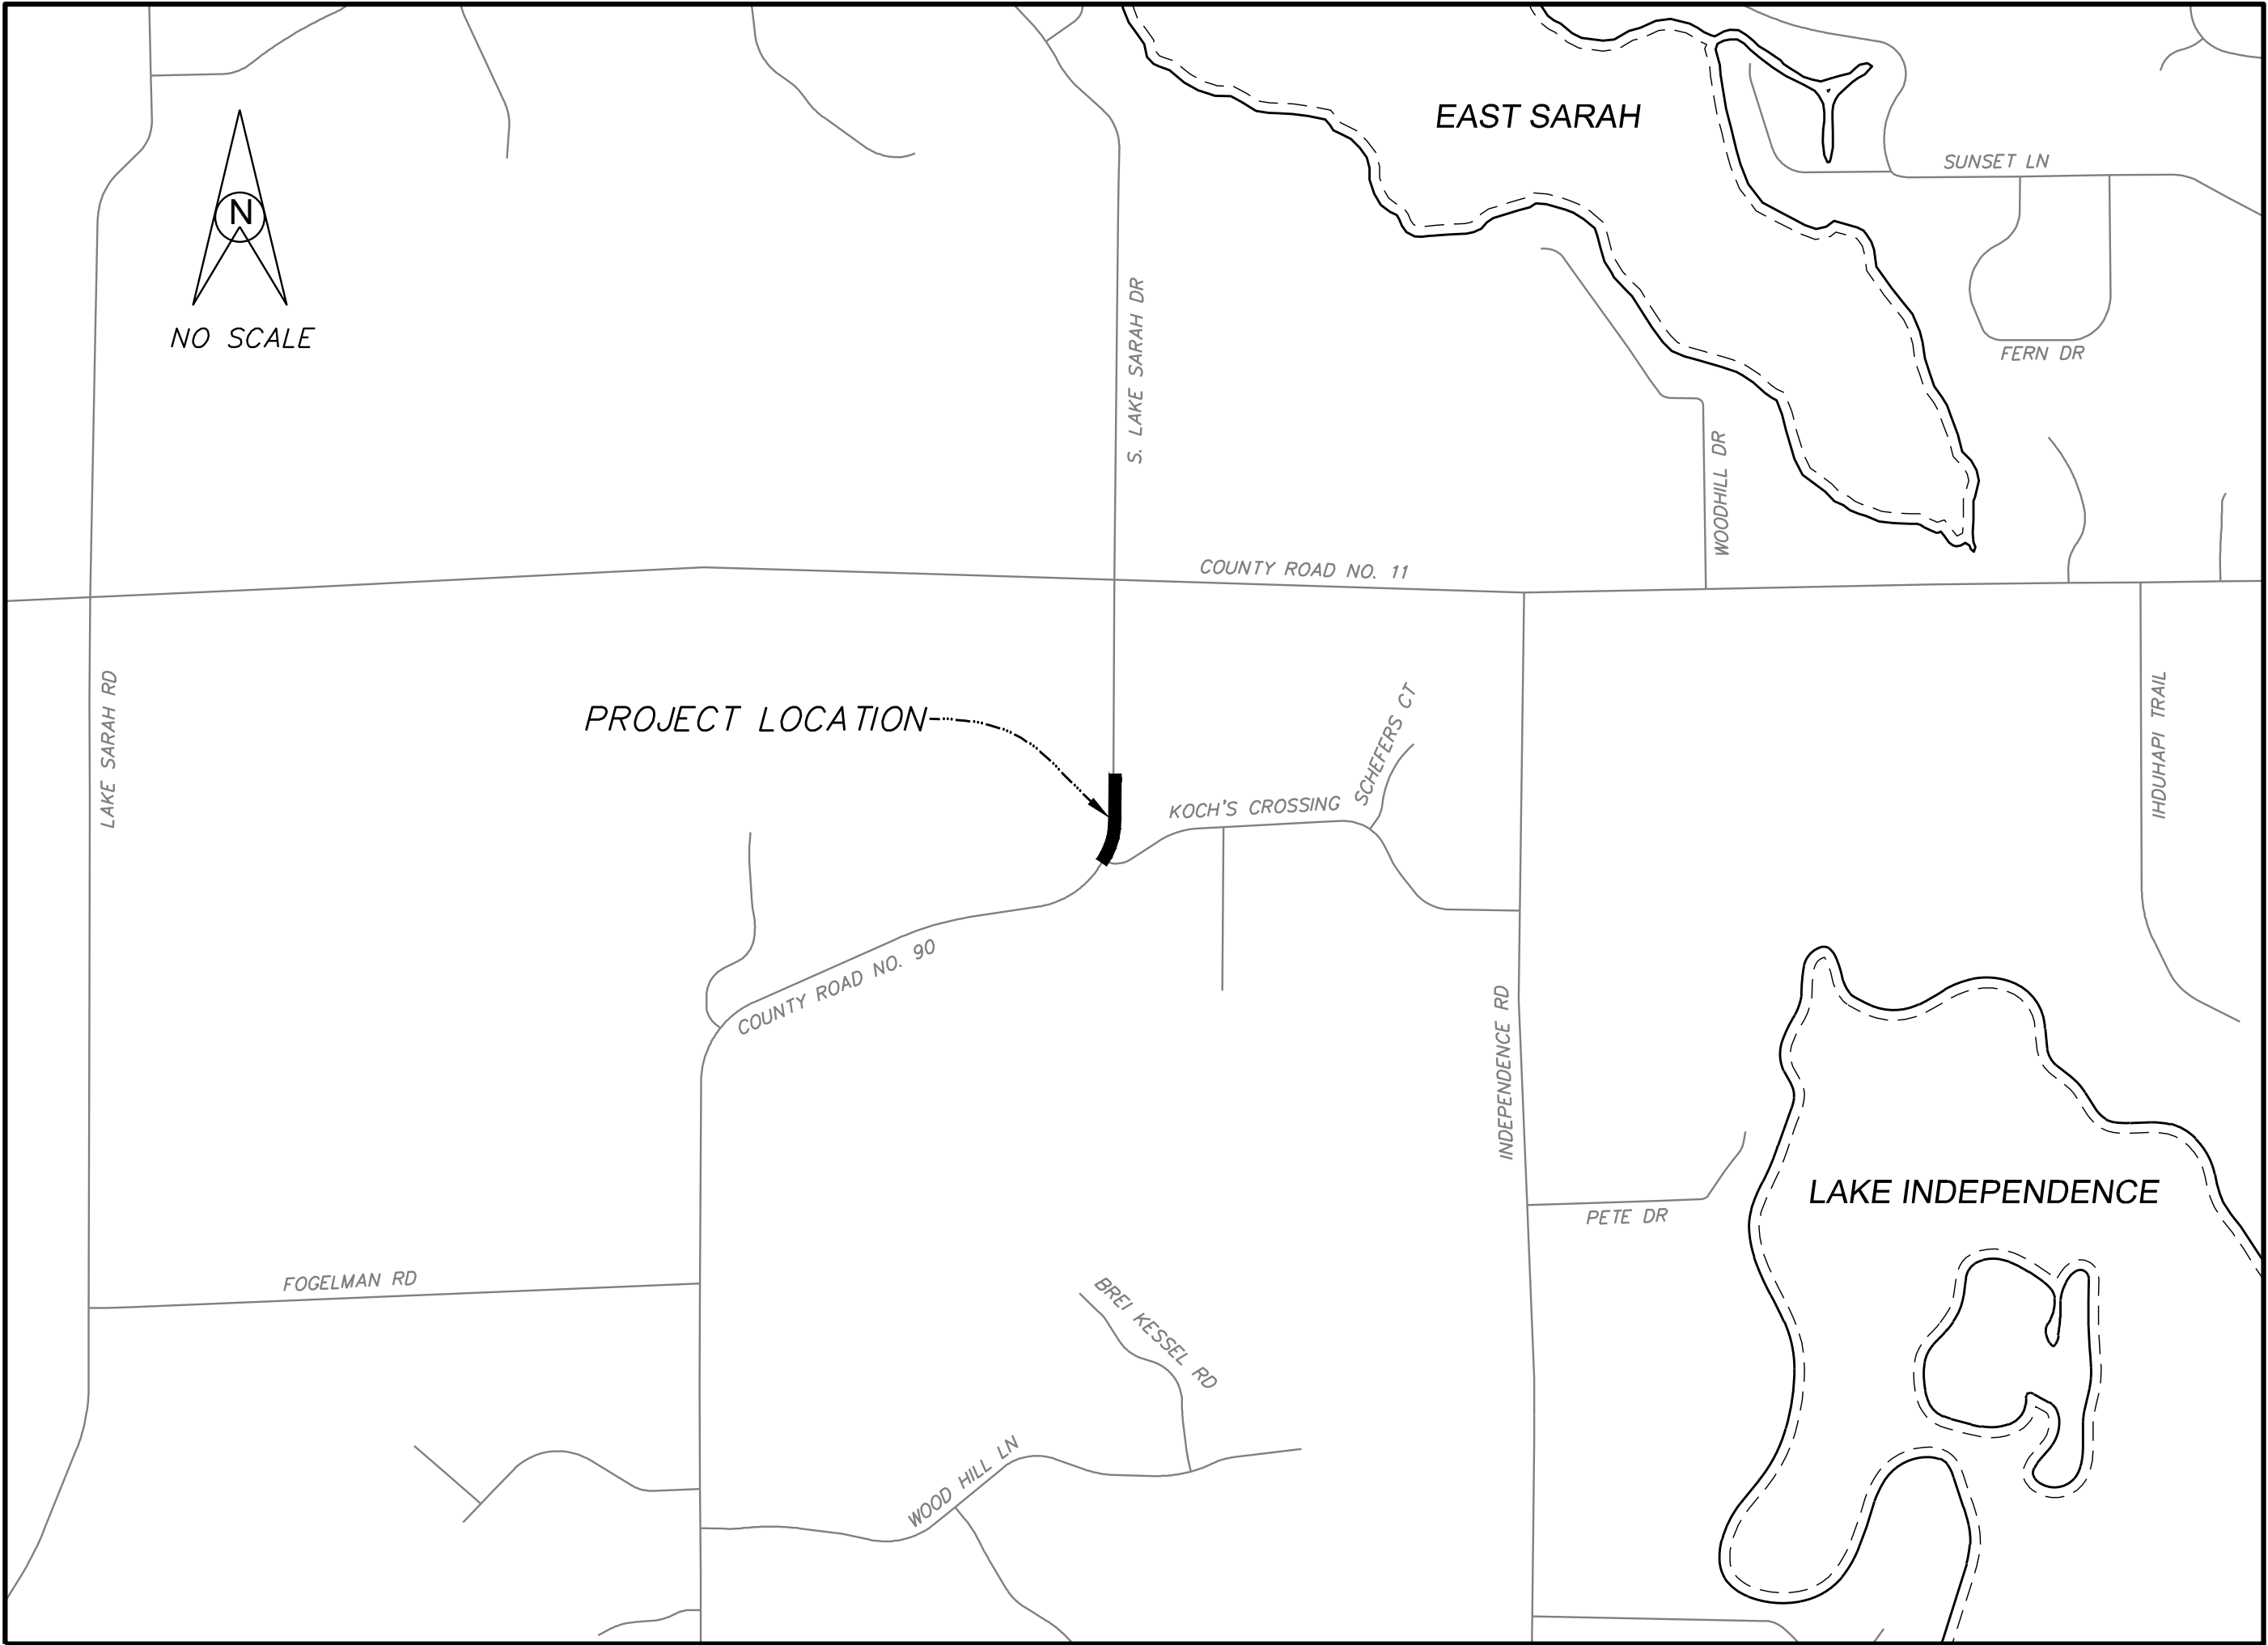 EAST SARAH
SUNSET LN
N
NO SCALE
FERN DR
S. LAKE SARAH DR
WOODHILL DR
COUNTY ROAD NO. 11
LAKE SARAH RD
PROJECT LOCATION
SCHEFERS CT
KOCH'S CROSSING
IHDUHAPI TRAIL
COUNTY ROAD NO. 90
INDEPENDENCE RD
LAKE INDEPENDENCE
PETE DR
FOGELMAN RD
BREI KESSEL RD
WOOD HILL LN